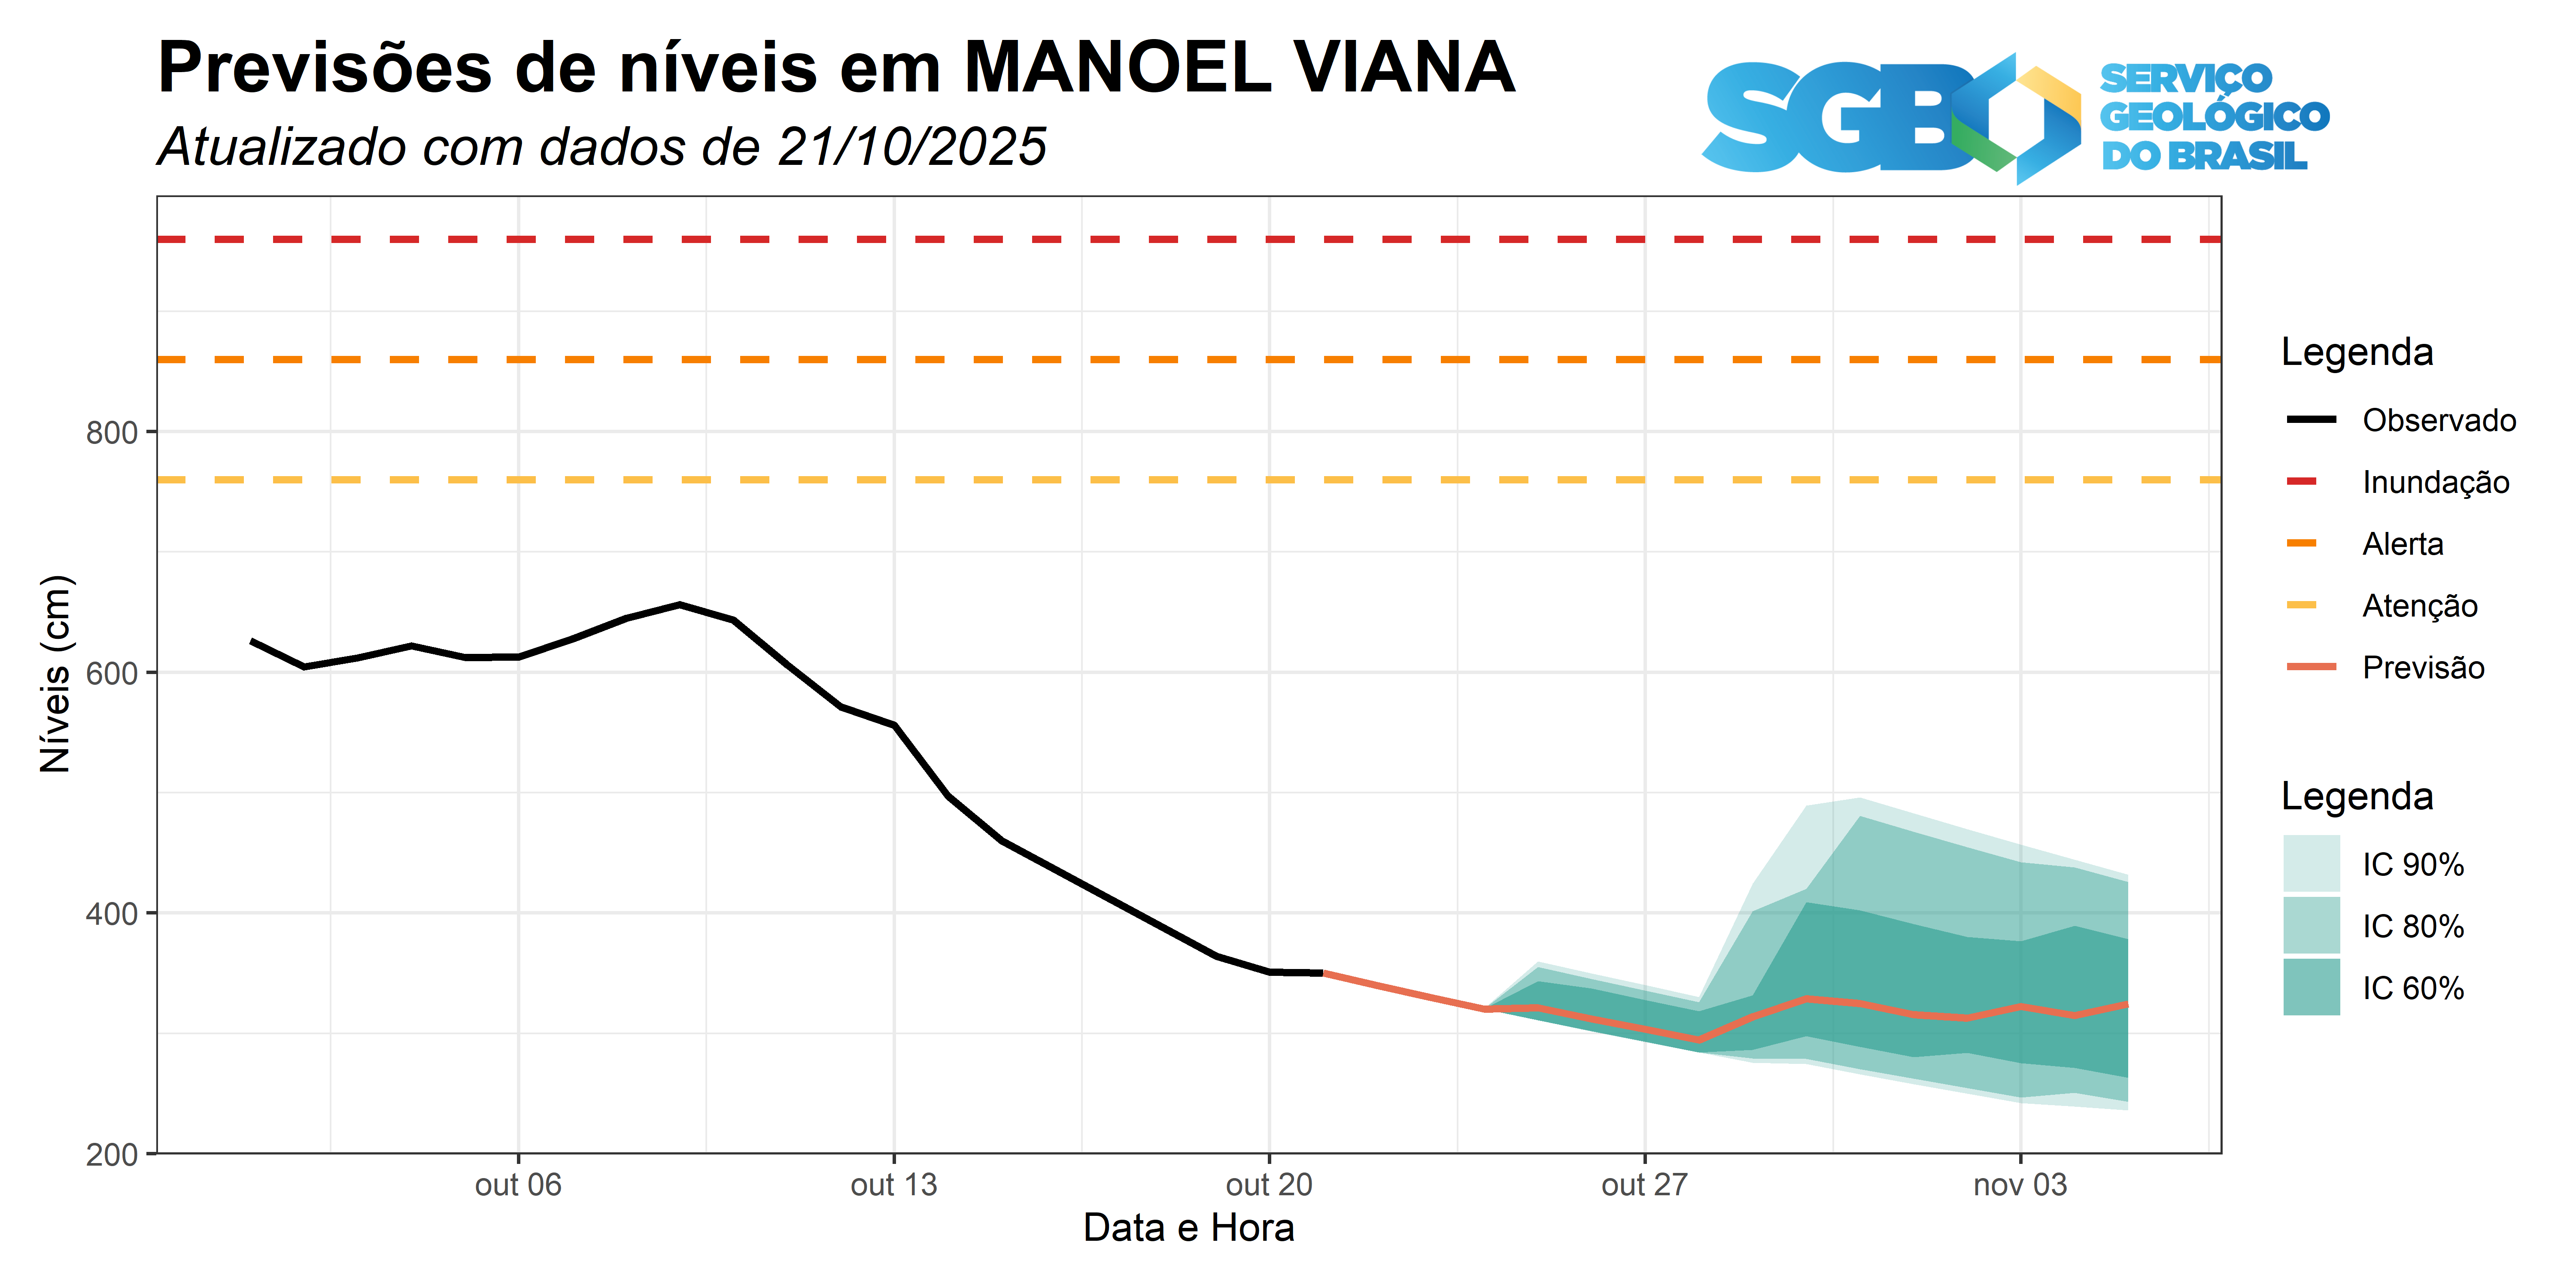 Previsões de níveis em MANOEL VIANA
Atualizado com dados de 21/10/2025
SGB
SERVIÇO
GEOLÓGICO
DO BRASIL
Níveis (cm)
800
600
400
200
out 06
out 13
out 20
out 27
nov 03
Data e Hora
Legenda
Observado
Inundação
Alerta
Atenção
Previsão
Legenda
IC 90%
IC 80%
IC 60%